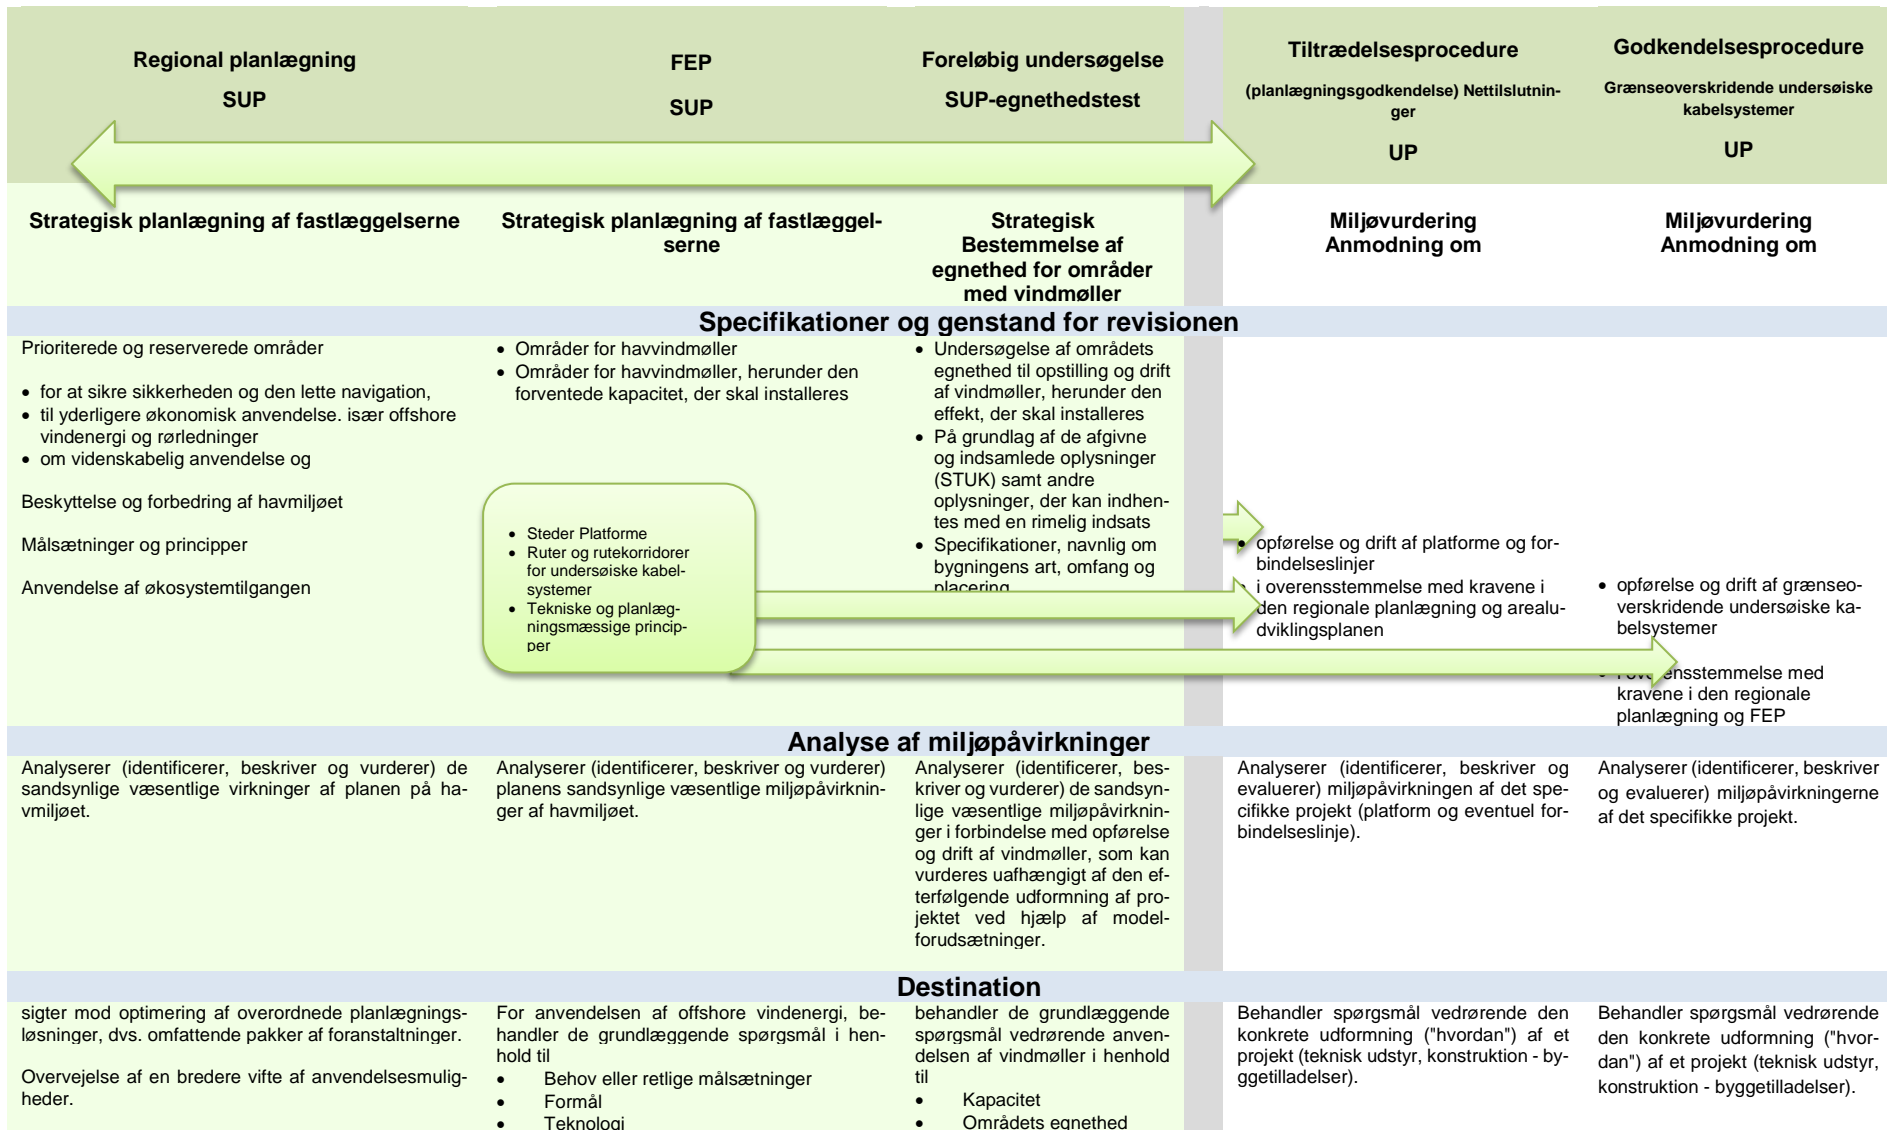 Regional planlægning
SUP
FEP
SUP
Foreløbig undersøgelse
SUP-egnethedstest
Tiltrædelsesprocedure
(planlægningsgodkendelse) Nettilslutnin-
ger
UP
Godkendelsesprocedure
Grænseoverskridende undersøiske
kabelsystemer
UP
Strategisk planlægning af fastlæggelserne
Strategisk planlægning af fastlæggel-
serne
Strategisk
Bestemmelse af
egnethed for områder
med vindmøller
Miljøvurdering
Anmodning om
Miljøvurdering
Anmodning om
Specifikationer og genstand for revisionen
Prioriterede og reserverede områder
• for at sikre sikkerheden og den lette navigation,
• til yderligere økonomisk anvendelse. især offshore
vindenergi og rørledninger
• om videnskabelig anvendelse og
Beskyttelse og forbedring af havmiljøet
Målsætninger og principper
Anvendelse af økosystemtilgangen
• Områder for havvindmøller
• Områder for havvindmøller, herunder den
forventede kapacitet, der skal installeres
• Steder Platforme
• Ruter og rutekorridorer
for undersøiske kabel-
systemer
• Tekniske og planlæg-
ningsmæssige princip-
per
• Undersøgelse af områdets
egnethed til opstilling og drift
af vindmøller, herunder den
effekt, der skal installeres
• På grundlag af de afgivne
og indsamlede oplysninger
(STUK) samt andre
oplysninger, der kan indhen-
tes med en rimelig indsats
• Specifikationer, navnlig om
bygningens art, omfang og
placering
• opførelse og drift af platforme og for-
bindelseslinjer
• i overensstemmelse med kravene i
den regionale planlægning og arealu-
dviklingsplanen
• opførelse og drift af grænseo-
verskridende undersøiske ka-
belsystemer
• i overensstemmelse med
kravene i den regionale
planlægning og FEP
Analyse af miljøpåvirkninger
Analyserer (identificerer, beskriver og vurderer) de
sandsynlige væsentlige virkninger af planen på ha-
vmiljøet.
Analyserer (identificerer, beskriver og vurderer)
planens sandsynlige væsentlige miljøpåvirknin-
ger af havmiljøet.
Analyserer (identificerer, bes-
kriver og vurderer) de sandsyn-
lige væsentlige miljøpåvirknin-
ger i forbindelse med opførelse
og drift af vindmøller, som kan
vurderes uafhængigt af den ef-
terfølgende udformning af pro-
jektet ved hjælp af model-
forudsætninger.
Analyserer (identificerer, beskriver og
evaluerer) miljøpåvirkningen af det spe-
cifikke projekt (platform og eventuel for-
bindelseslinje).
Analyserer (identificerer, beskriver
og evaluerer) miljøpåvirkningerne
af det specifikke projekt.
Destination
sigter mod optimering af overordnede planlægnings-
løsninger, dvs. omfattende pakker af foranstaltninger.
Overvejelse af en bredere vifte af anvendelsesmulig-
heder.
For anvendelsen af offshore vindenergi, be-
handler de grundlæggende spørgsmål i hen-
hold til
• Behov eller retlige målsætninger
• Formål
• Teknologi
behandler de grundlæggende
spørgsmål vedrørende anven-
delsen af vindmøller i henhold
til
• Kapacitet
• Områdets egnethed
Behandler spørgsmål vedrørende den
konkrete udformning ("hvordan") af et
projekt (teknisk udstyr, konstruktion - by-
ggetilladelser).
Behandler spørgsmål vedrørende
den konkrete udformning ("hvor-
dan") af et projekt (teknisk udstyr,
konstruktion - byggetilladelser).